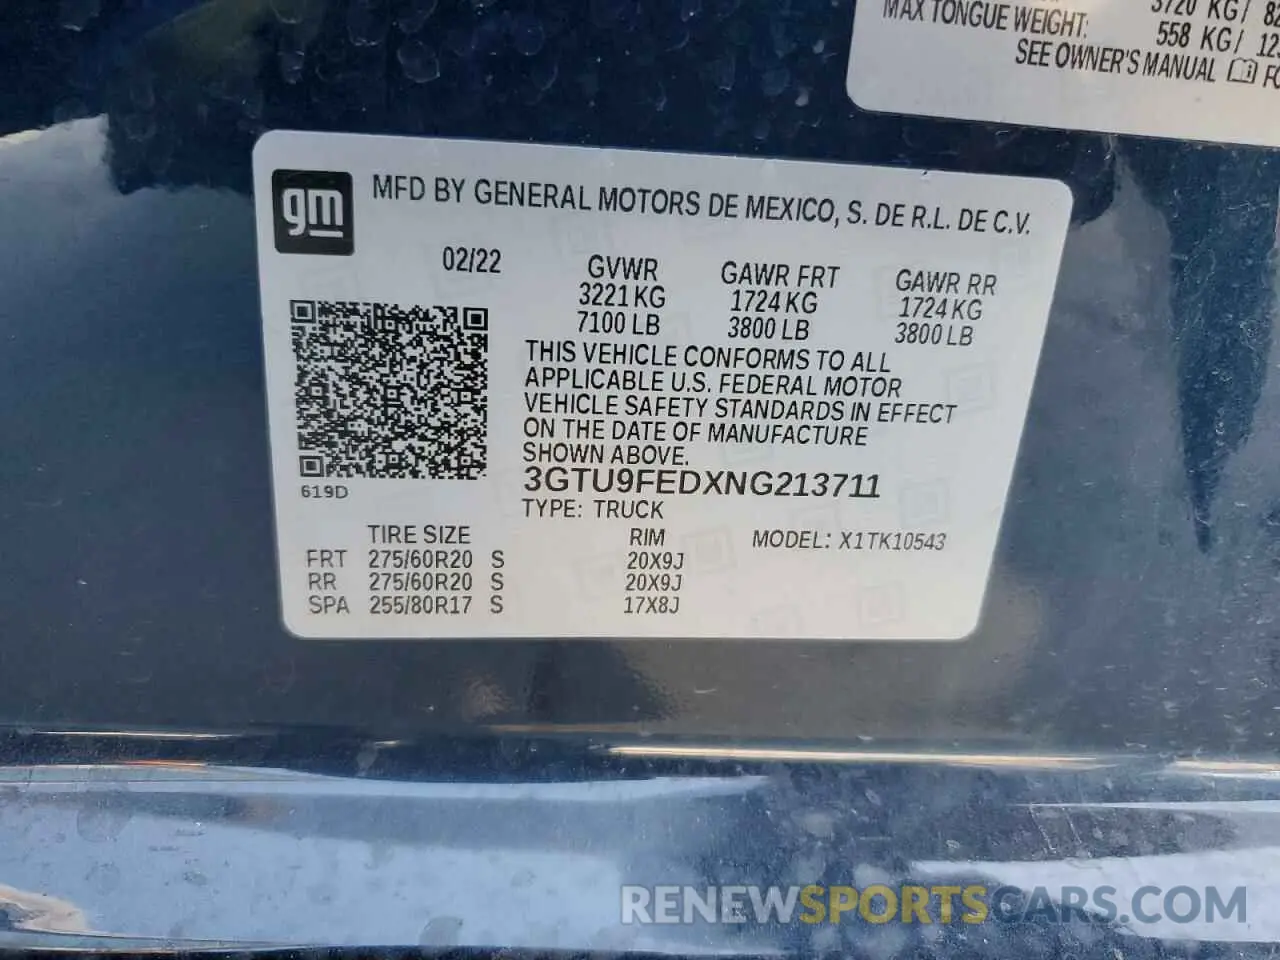 3720 KG/
MAX TONGUE WEIGHT: 558 KG/
SEE OWNER'S MANUAL
gm
MFD BY GENERAL MOTORS DE MEXICO, S. DE R.L. DE C.V.
02/22 GVWR GAWR FRT GAWR RR
3221 KG 1724 KG 1724 KG
7100 LB 3800 LB 3800 LB
THIS VEHICLE CONFORMS TO ALL
APPLICABLE U.S. FEDERAL MOTOR
VEHICLE SAFETY STANDARDS IN EFFECT
ON THE DATE OF MANUFACTURE
SHOWN ABOVE.
3GTU9FEDXNG213711
619D
TYPE: TRUCK
TIRE SIZE RIM MODEL: X1TK10543
FRT 275/60R20 S 20X9J
RR 275/60R20 S 20X9J
SPA 255/80R17 S 17X8J
RENEWSPORTSCARS.COM